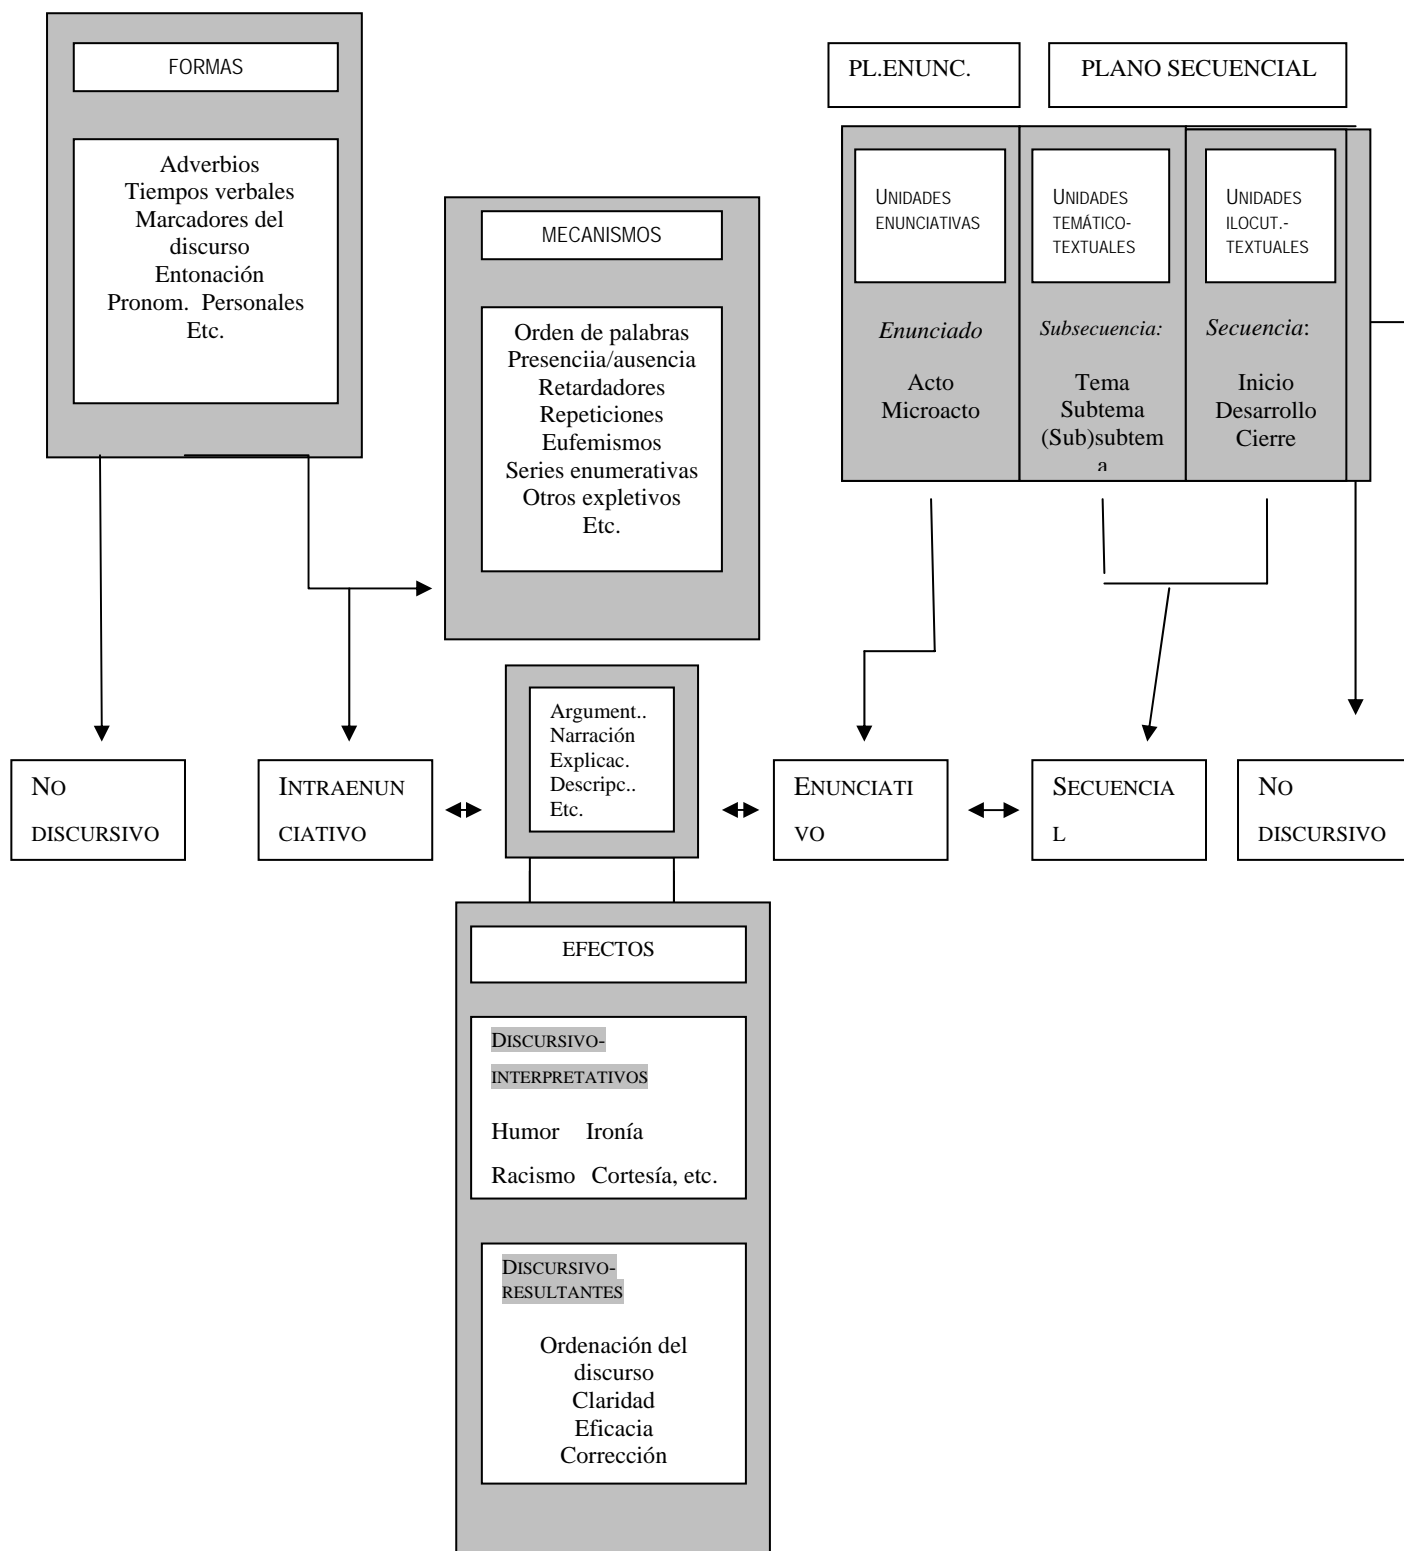 FORMAS
Adverbios
Tiempos verbales
Marcadores del
discurso
Entonación
Pronom.  Personales
Etc.
MECANISMOS
Orden de palabras
Presenciia/ausencia
Retardadores
Repeticiones
Eufemismos
Series enumerativas
Otros expletivos
Etc.
PL.ENUNC.
PLANO SECUENCIAL
UNIDADES
ENUNCIATIVAS
Enunciado
Acto
Microacto
UNIDADES
TEMÁTICO-
TEXTUALES
Subsecuencia:
Tema
Subtema
(Sub)subtem
a
UNIDADES
ILOCUT.-
TEXTUALES
Secuencia:
Inicio
Desarrollo
Cierre
NO
DISCURSIVO
INTRAENUN
CIATIVO
Argument..
Narración
Explicac.
Descripc..
Etc.
ENUNCIATI
VO
SECUENCIA
L
NO
DISCURSIVO
EFECTOS
DISCURSIVO-
INTERPRETATIVOS
Humor    Ironía
Racismo   Cortesía, etc.
DISCURSIVO-
RESULTANTES
Ordenación del
discurso
Claridad
Eficacia
Corrección